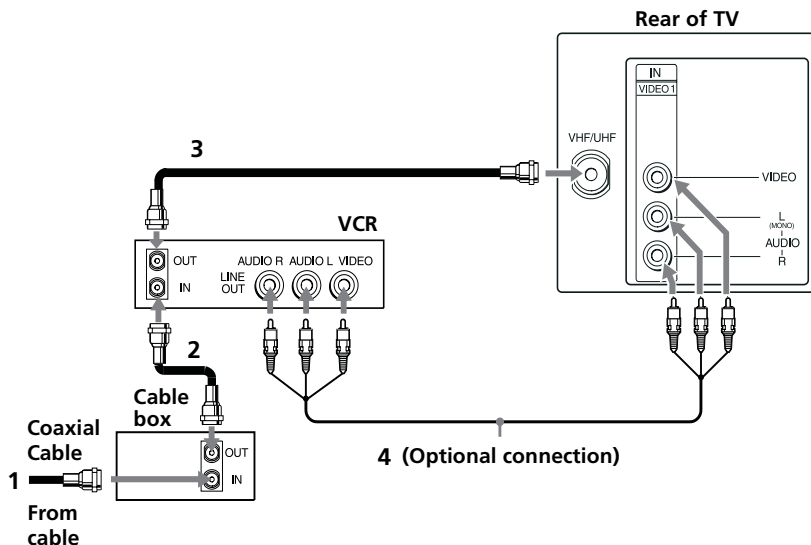 Rear of TV
IN
VIDEO 1
VHF/UHF
VIDEO
L
(MONO)
AUDIO
R
3
VCR
OUT
IN
AUDIO R AUDIO L VIDEO
LINE
OUT
2
Cable
box
OUT
IN
Coaxial
Cable
1
From
cable
4 (Optional connection)